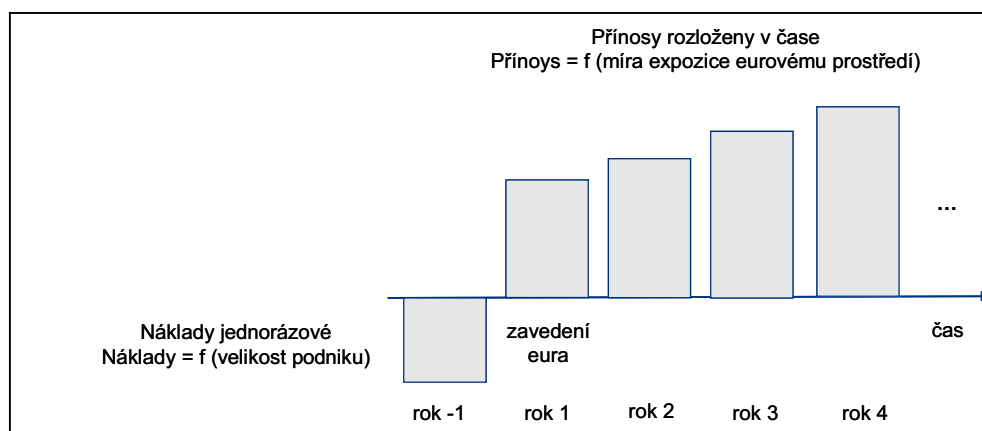 Přínosy rozloženy v čase
Přínoys = f (míra expozice eurovému prostředí)
...
Náklady jednorázové
Náklady = f (velikost podniku)
zavedení
eura
čas
rok -1
rok 1
rok 2
rok 3
rok 4